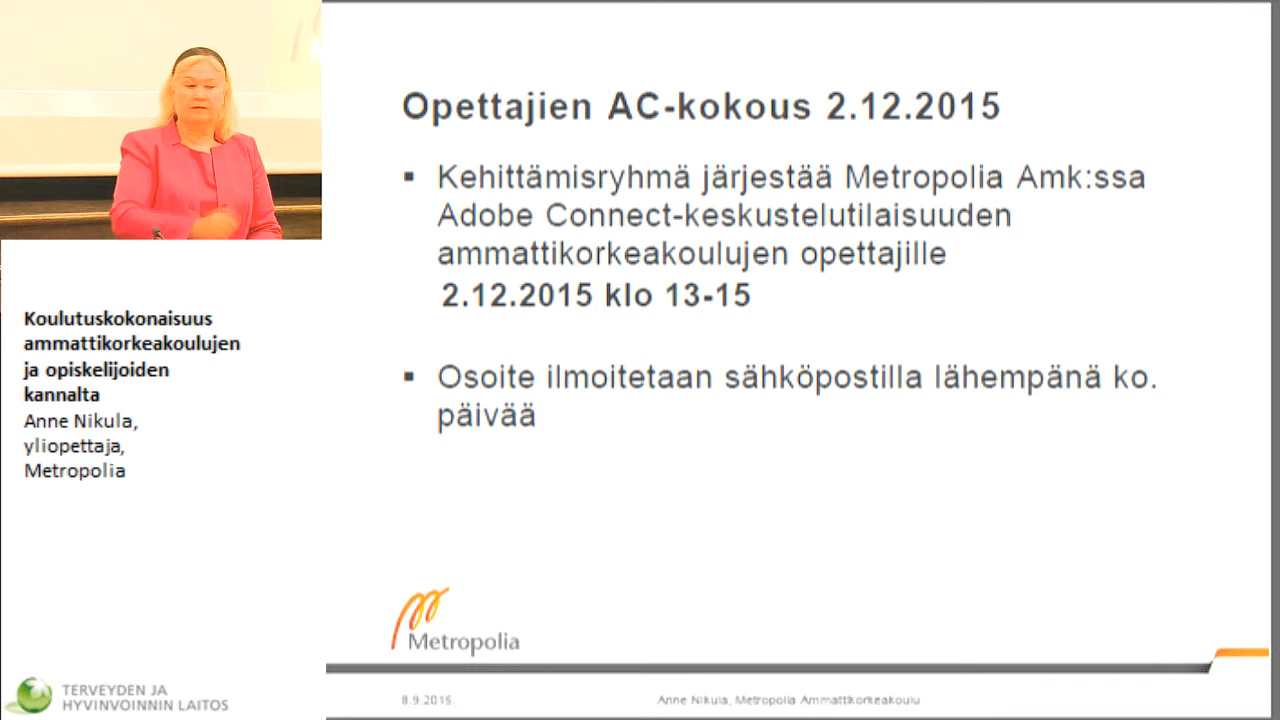 Opettajien AC-kokous 2.12.2015
▪ Kehittämisryhmä järjestää Metropolia Amk:ssa
Adobe Connect-keskustelutilaisuuden
ammattikorkeakoulujen opettajille
2.12.2015 klo 13-15
▪ Osoite ilmoitetaan sähköpostilla lähempänä ko.
päivää
Koulutuskokonaisuus
ammattikorkeakoulujen
ja opiskelijoiden
kannalta
Anne Nikula,
yliopettaja,
Metropolia
Metropolia
TERVEYDEN JA
HYVINVOINNIN LAITOS
8.9.2015.
Anne Nikula, Metropolia Ammattikorkeakoulu